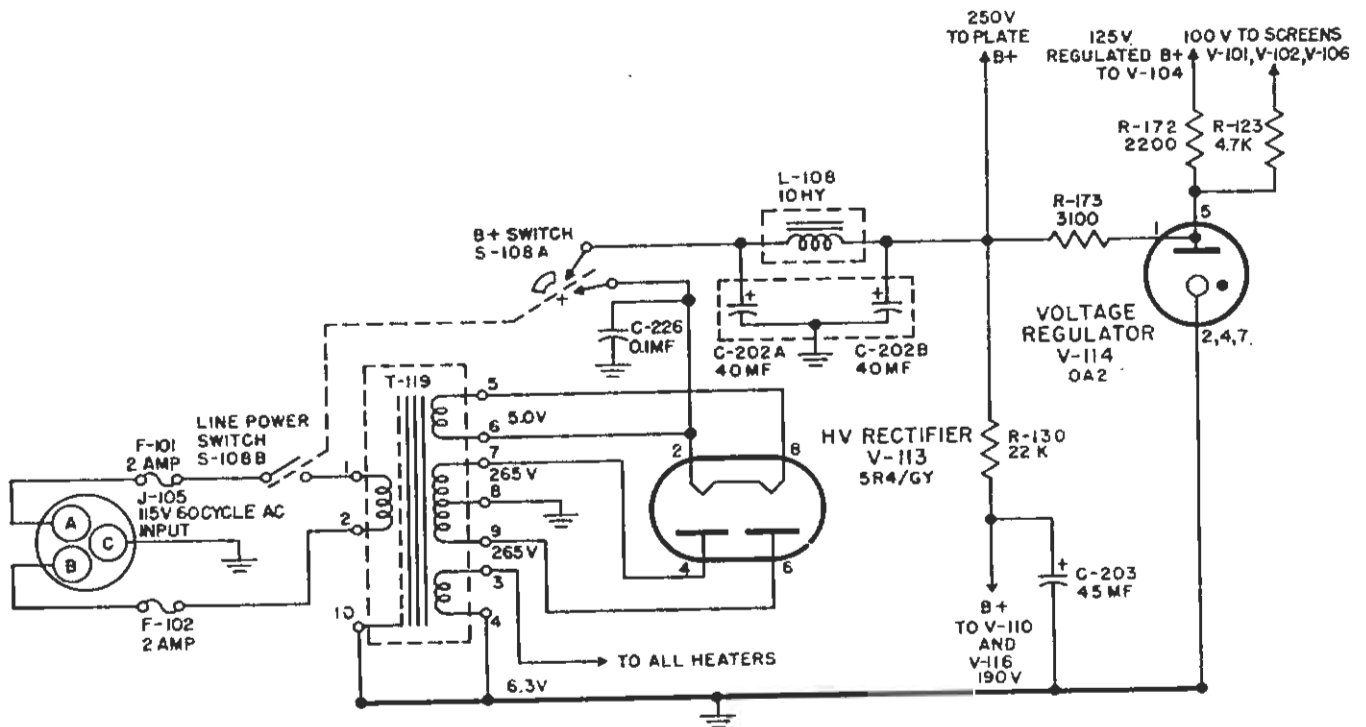 250V
TO PLATE
B+
125V
REGULATED B+
TO V-104
100 V TO SCREENS
V-101, V-102, V-106
R-172
2200
R-123
4.7K
L-108
10HY
R-173
3100
1
5
B+ SWITCH
S-108A
+
+
+
C-226
0.1MF
C-202A
40MF
C-202B
40MF
VOLTAGE
REGULATOR
V-114
OA2
2,4,7.
T-119
5
5.0V
6
LINE POWER
SWITCH
S-108B
F-101
2 AMP
J-105
115V 60CYCLE AC
INPUT
A
B
C
F-102
2 AMP
1
2
10
7
265V
8
9
265V
3
4
6.3V
TO ALL HEATERS
2
8
4
6
HV RECTIFIER
V-113
5R4/GY
R-130
22 K
+
C-203
45 MF
B+
TO V-110
AND
V-116
190V